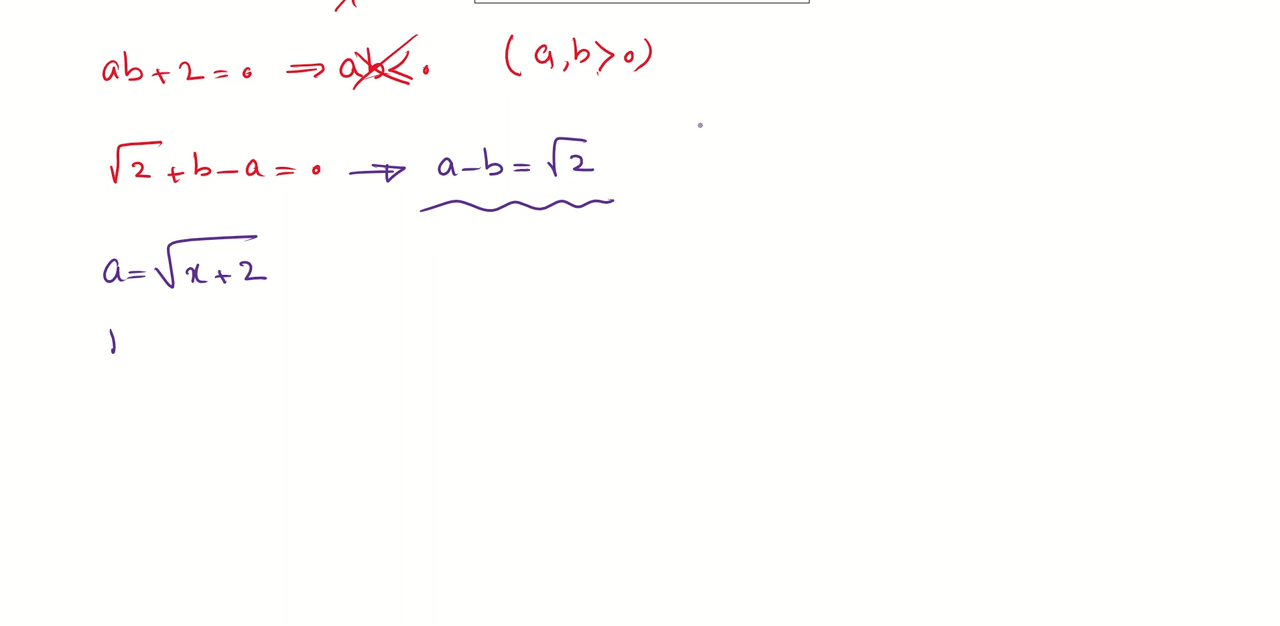 ab + 2 = 0 ⇒ ab < 0 (a, b > 0)
√2 + b - a = 0 → a - b = √2
a = √x + 2